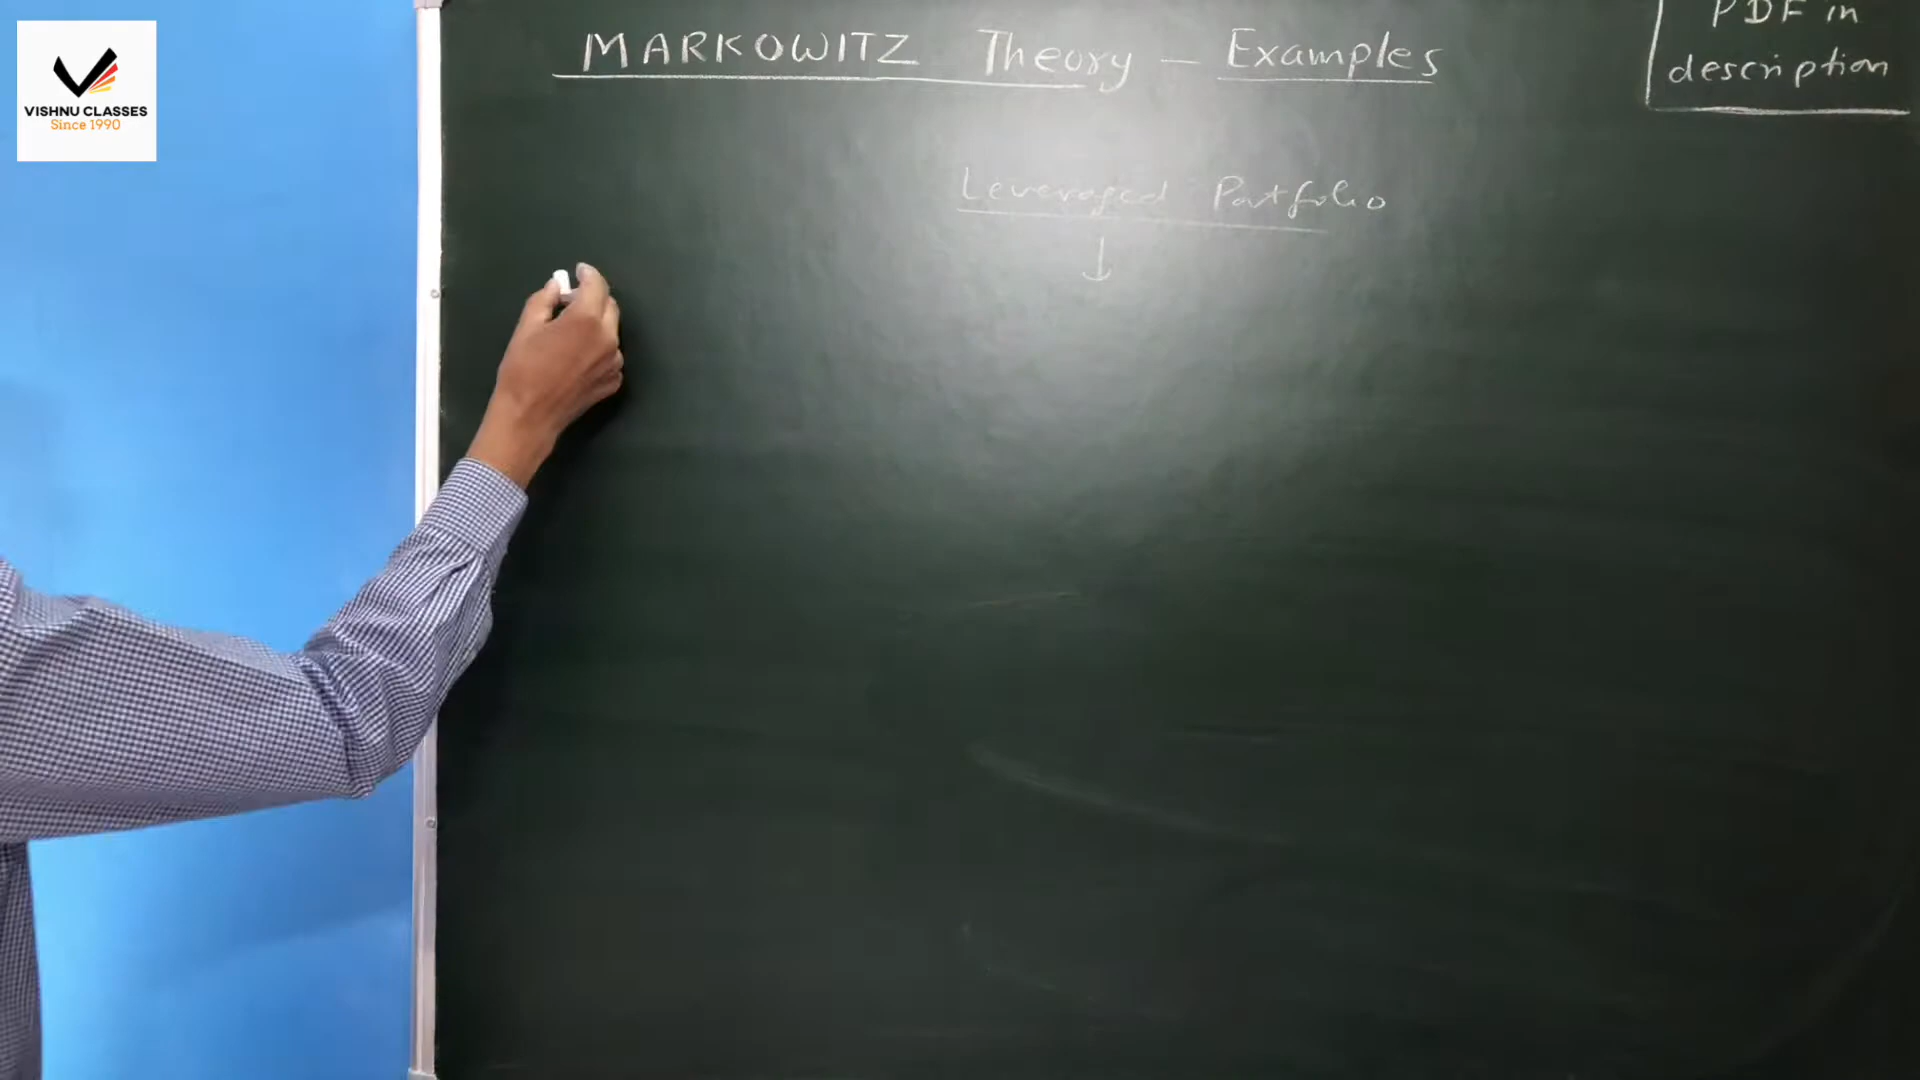 VISHNU CLASSES
Since 1990
MARKOWITZ Theory - Examples
PDF in
description
Leveraged Portfolio